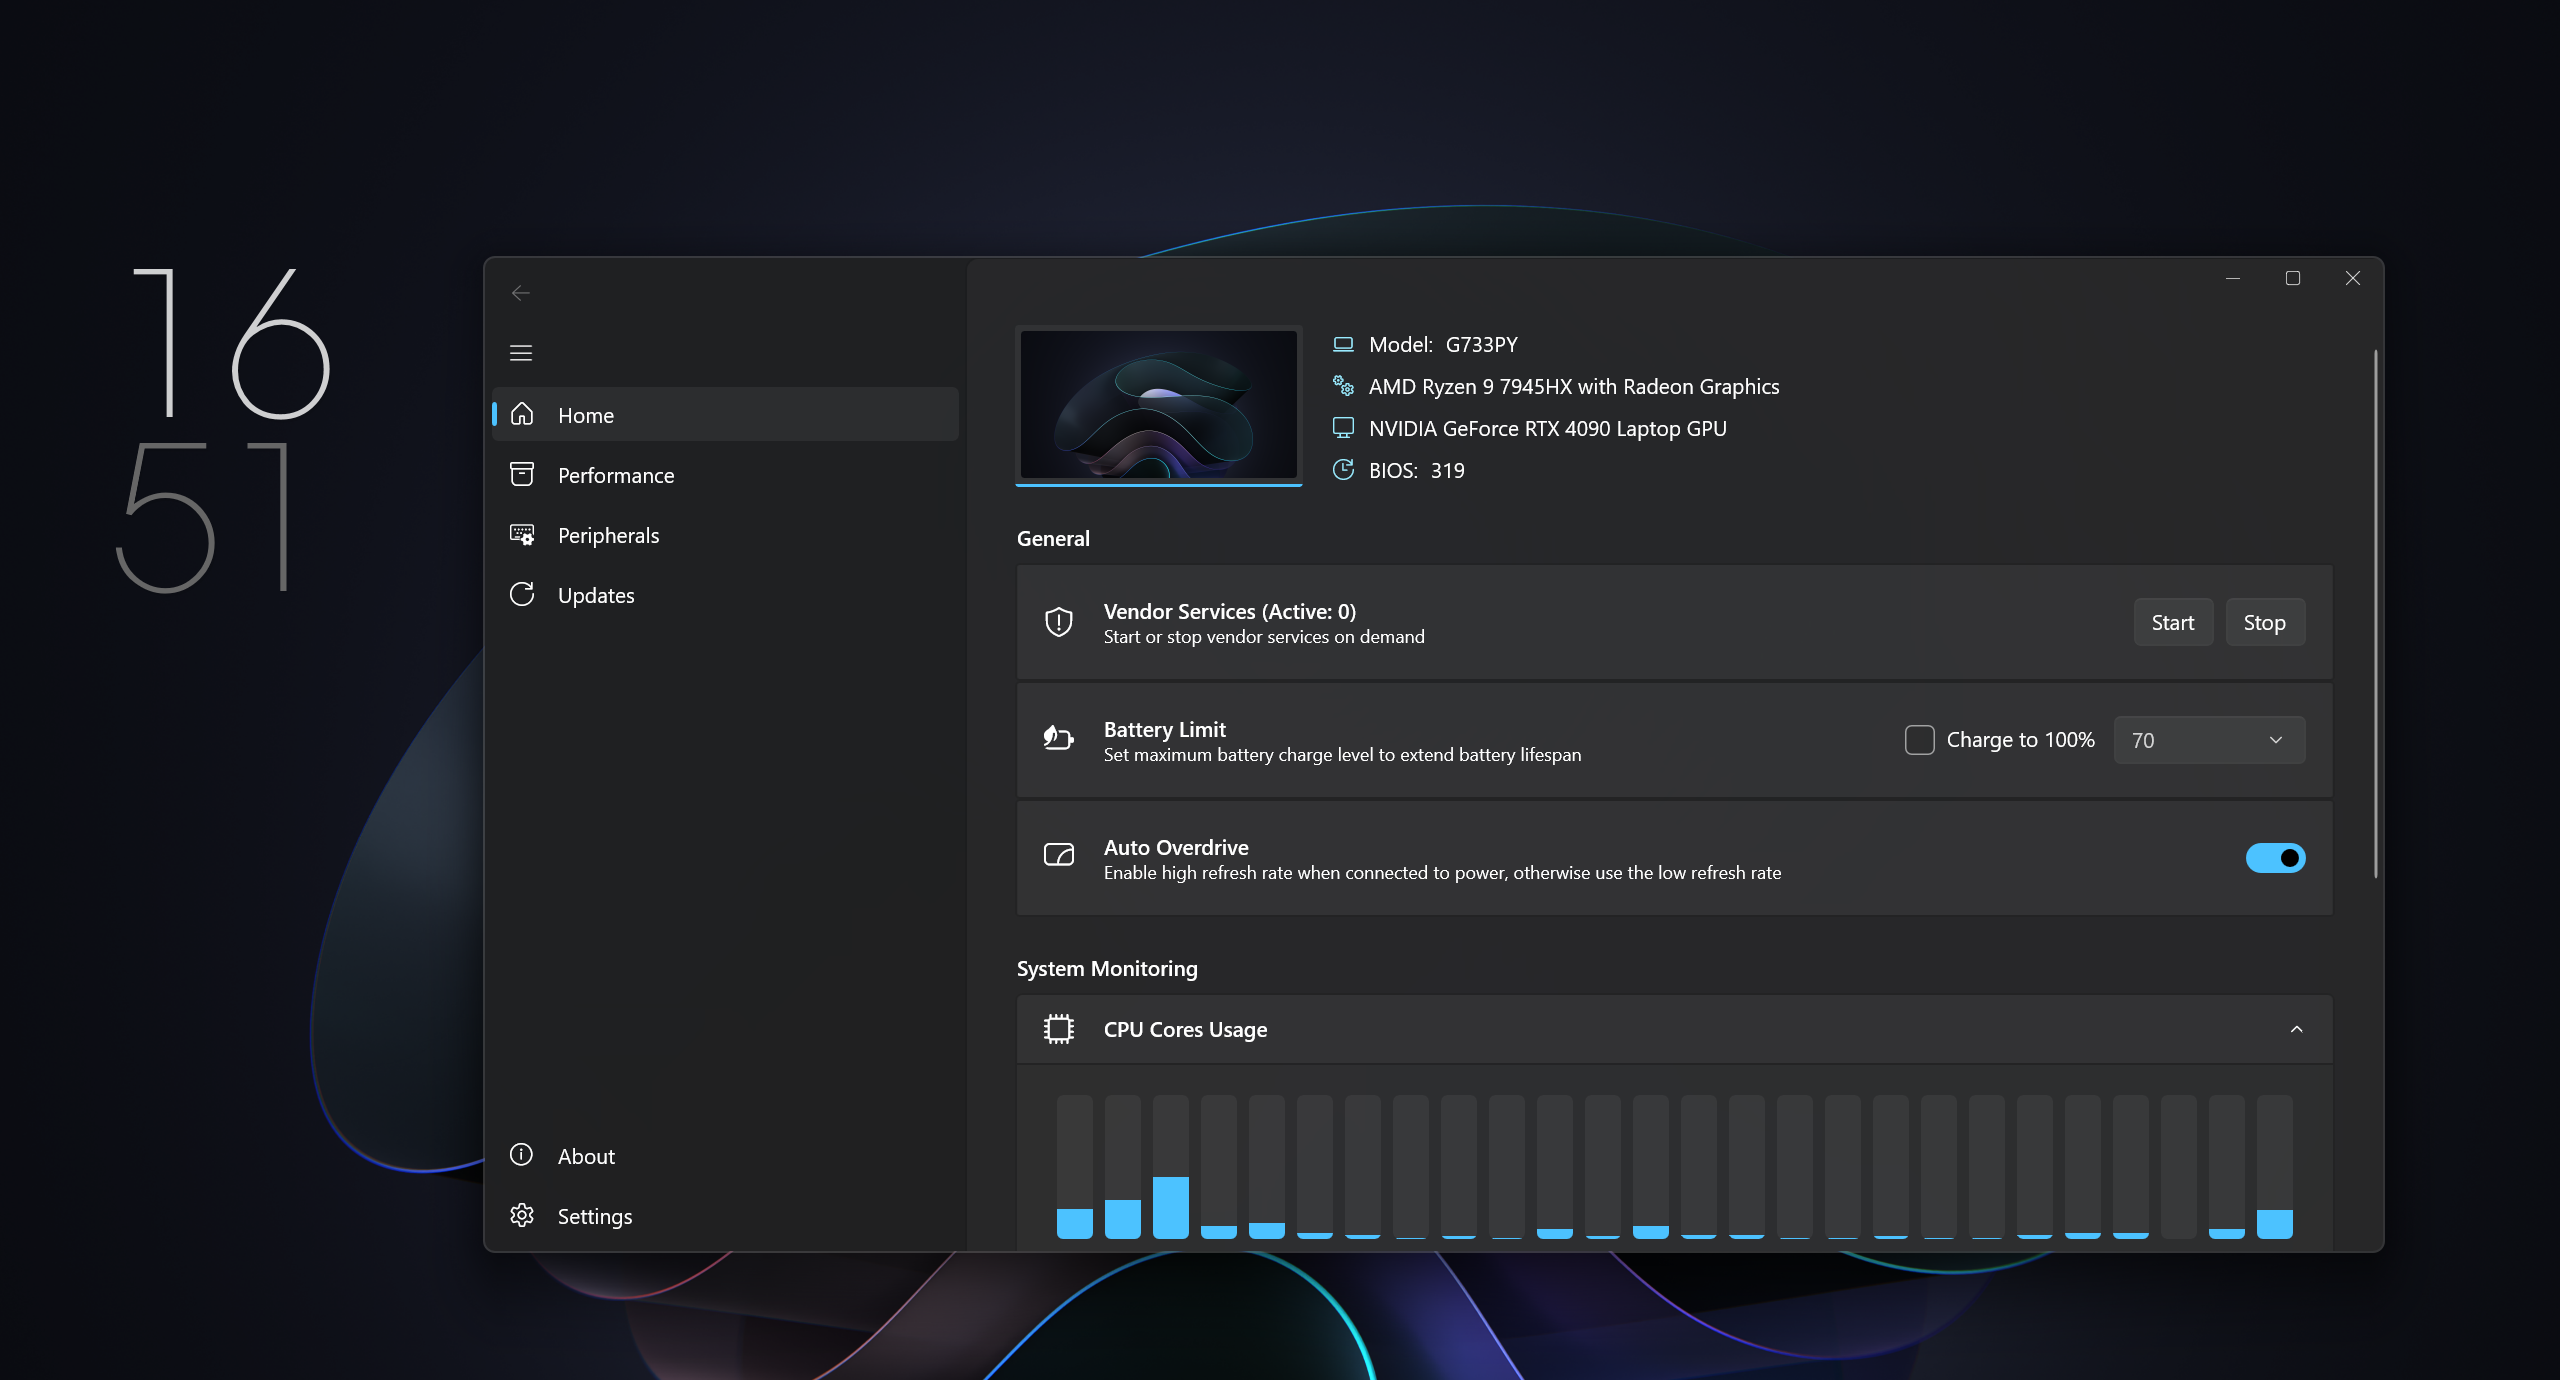 16
51
Home
Performance
Peripherals
Updates
About
Settings
Model: G733PY
AMD Ryzen 9 7945HX with Radeon Graphics
NVIDIA GeForce RTX 4090 Laptop GPU
BIOS: 319
General
Vendor Services (Active: 0)
Start or stop vendor services on demand
Start Stop
Battery Limit
Set maximum battery charge level to extend battery lifespan
Charge to 100% 70
Auto Overdrive
Enable high refresh rate when connected to power, otherwise use the low refresh rate
System Monitoring
CPU Cores Usage